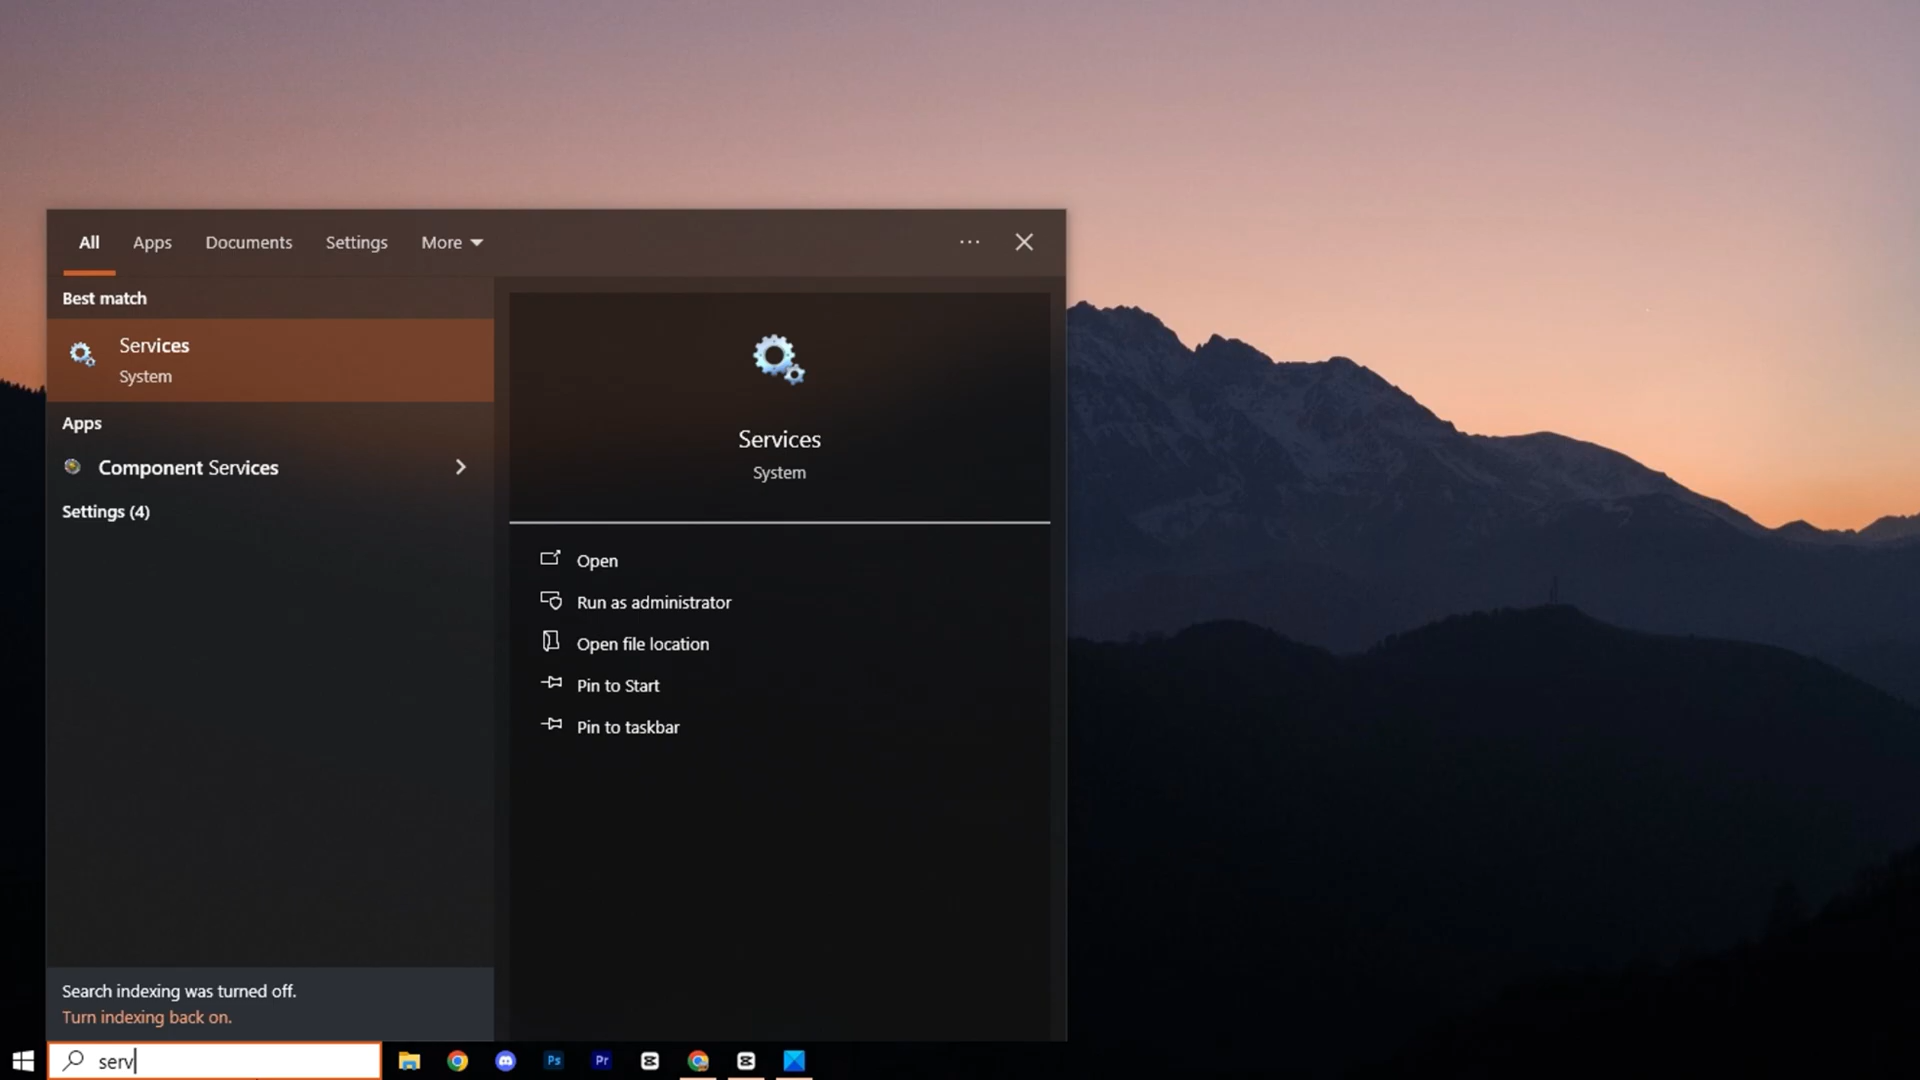 All Apps Documents Settings More
Best match
Services
System
Apps
Component Services
Settings (4)
Services
System
Open
Run as administrator
Open file location
Pin to Start
Pin to taskbar
Search indexing was turned off.
Turn indexing back on.
serv
Ps Pr